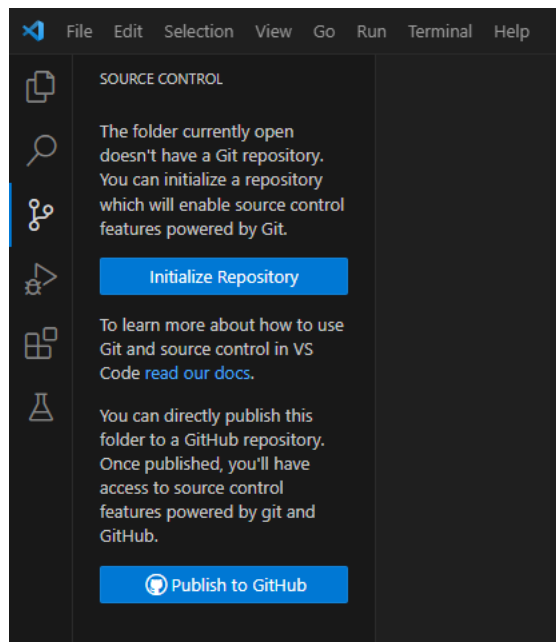 File Edit Selection View Go Run Terminal Help
SOURCE CONTROL
The folder currently open
doesn't have a Git repository.
You can initialize a repository
which will enable source control
features powered by Git.
Initialize Repository
To learn more about how to use
Git and source control in VS
Code read our docs.
You can directly publish this
folder to a GitHub repository.
Once published, you'll have
access to source control
features powered by git and
GitHub.
Publish to GitHub